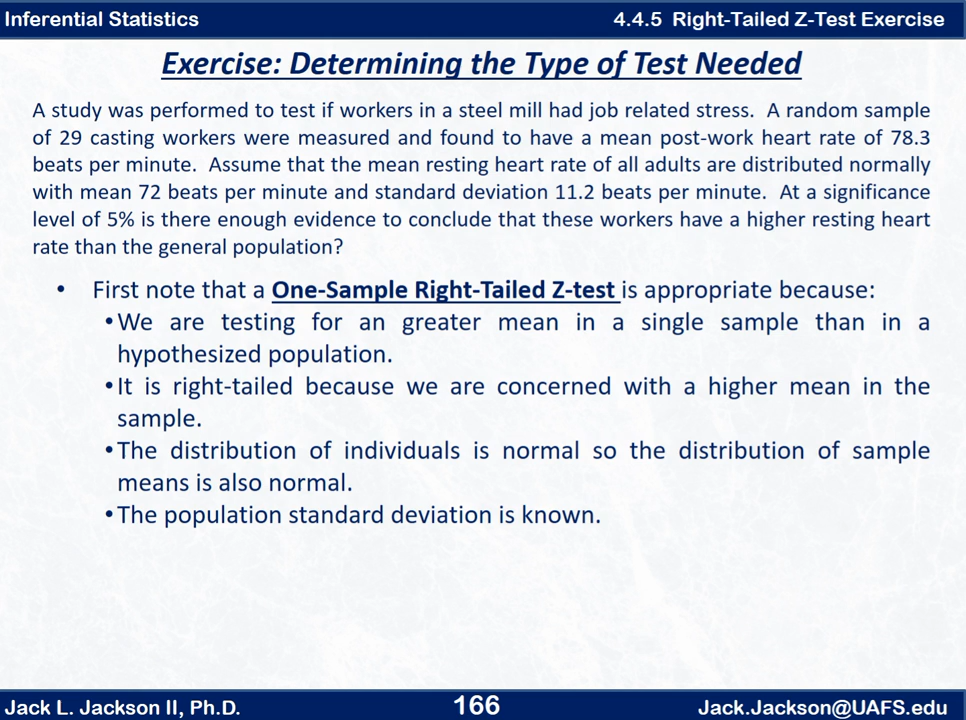 Inferential Statistics
4.4.5 Right-Tailed Z-Test Exercise
Exercise: Determining the Type of Test Needed
A study was performed to test if workers in a steel mill had job related stress. A random sample
of 29 casting workers were measured and found to have a mean post-work heart rate of 78.3
beats per minute. Assume that the mean resting heart rate of all adults are distributed normally
with mean 72 beats per minute and standard deviation 11.2 beats per minute. At a significance
level of 5% is there enough evidence to conclude that these workers have a higher resting heart
rate than the general population?
• First note that a One-Sample Right-Tailed Z-test is appropriate because:
• We are testing for an greater mean in a single sample than in a
hypothesized population.
• It is right-tailed because we are concerned with a higher mean in the
sample.
• The distribution of individuals is normal so the distribution of sample
means is also normal.
• The population standard deviation is known.
Jack L. Jackson II, Ph.D.
166
Jack.Jackson@UAFS.edu